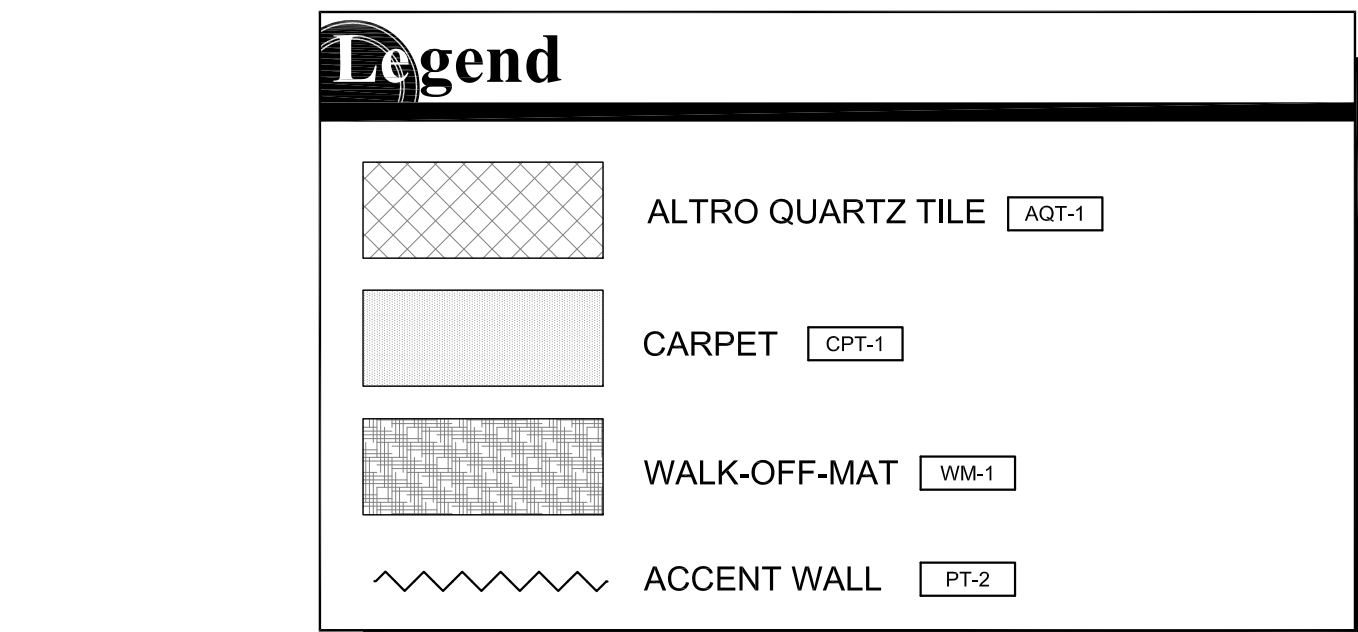 Legend
ALTRO QUARTZ TILE AQT-1
CARPET CPT-1
WALK-OFF-MAT WM-1
ACCENT WALL PT-2